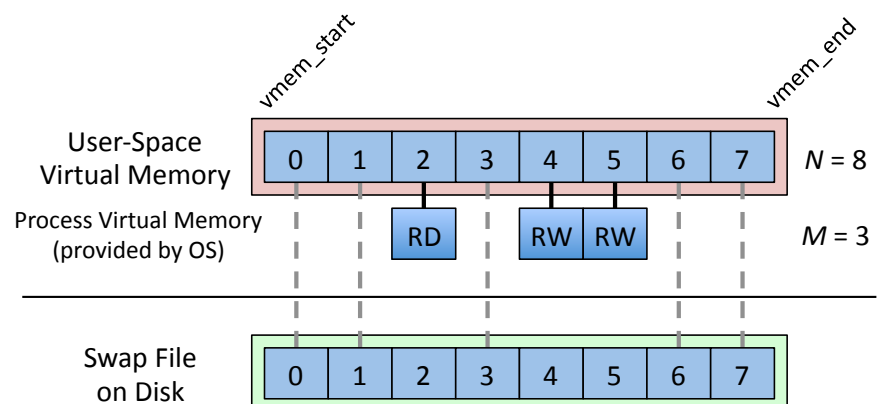 vmem_start
vmem_end
User-Space
Virtual Memory
0 1 2 3 4 5 6 7
N = 8
Process Virtual Memory
(provided by OS)
RD RW RW
M = 3
Swap File
on Disk
0 1 2 3 4 5 6 7